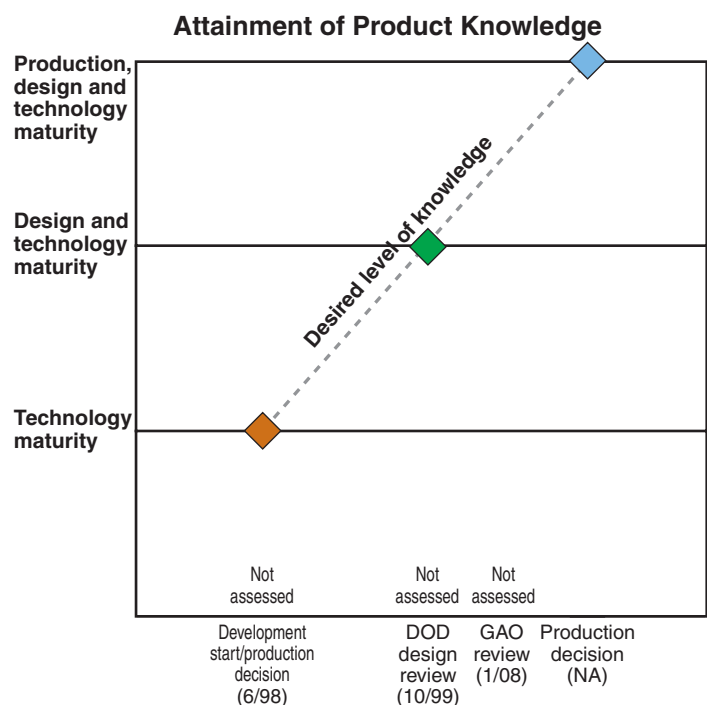 Attainment of Product Knowledge
Production,
design and
technology
maturity
Design and
technology
maturity
Technology
maturity
Desired level of knowledge
Not
assessed
Not
assessed
Not
assessed
Development
start/production
decision
(6/98)
DOD
design
review
(10/99)
GAO
review
(1/08)
Production
decision
(NA)